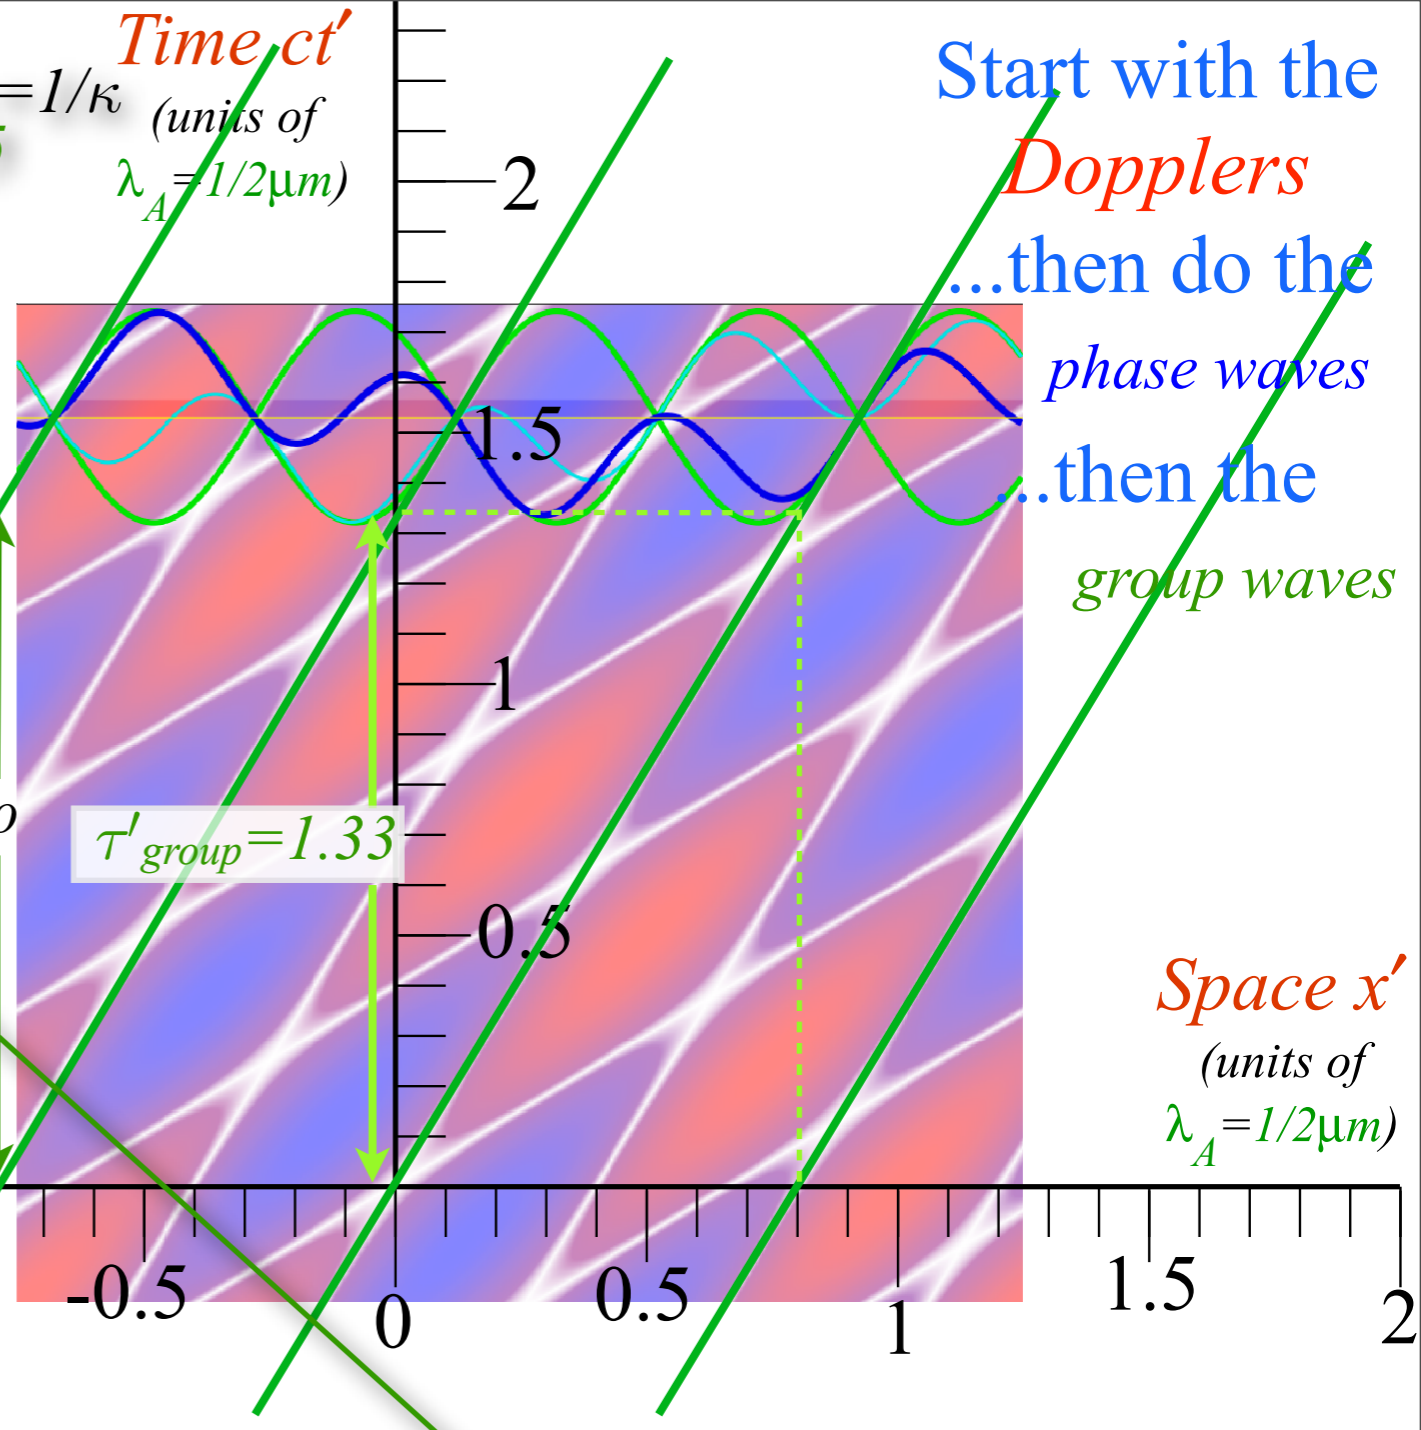 Time ct′
=1/κ
(units of
λA=1/2μm)
Start with the
Dopplers
...then do the
phase waves
...then the
group waves
2
1.5
1
τ′group=1.33
0.5
Space x′
(units of
λA=1/2μm)
-0.5
0
0.5
1
1.5
2